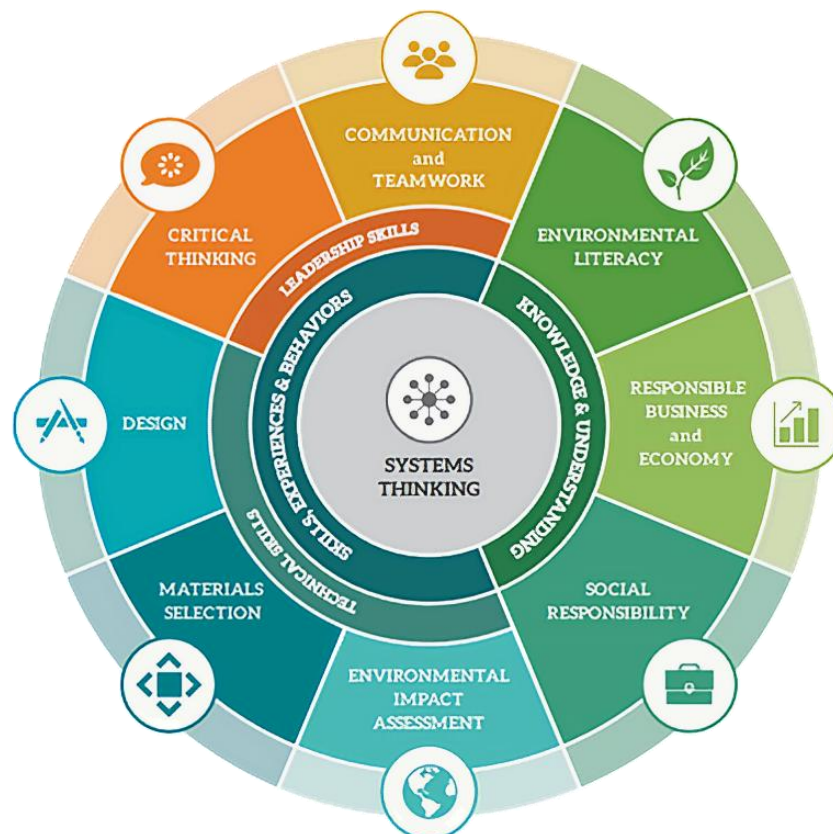 COMMUNICATION
and
TEAMWORK
ENVIRONMENTAL
LITERACY
RESPONSIBLE
BUSINESS
and
ECONOMY
SOCIAL
RESPONSIBILITY
ENVIRONMENTAL
IMPACT
ASSESSMENT
MATERIALS
SELECTION
DESIGN
CRITICAL
THINKING
LEADERSHIP SKILLS
TECHNICAL SKILLS
SKILLS, EXPERIENCES & BEHAVIORS
KNOWLEDGE & UNDERSTANDING
SYSTEMS
THINKING